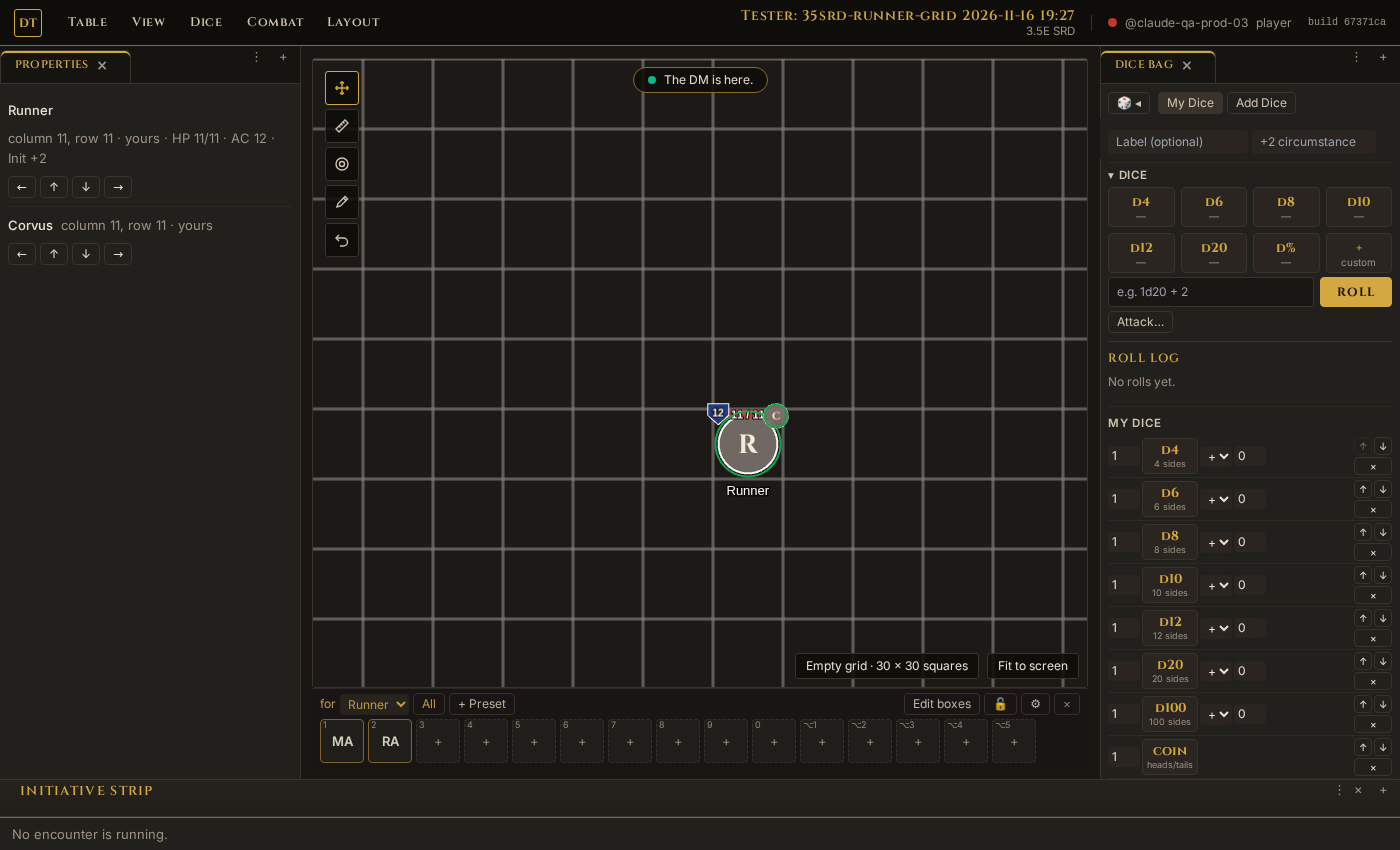 DT
Table
View
Dice
Combat
Layout
Tester: 35srd-runner-grid 2026-11-16 19:27
3.5E SRD
@claude-qa-prod-03 player
build 67371ca
Properties ×
⋮ +
Runner
column 11, row 11 · yours · HP 11/11 · AC 12 ·
Init +2
← ↑ ↓ →
Corvus column 11, row 11 · yours
← ↑ ↓ →
The DM is here.
12
11 / 11
C
R
Runner
Empty grid · 30 × 30 squares
Fit to screen
for Runner
All
+ Preset
Edit boxes
×
1 MA
2 RA
3 +
4 +
5 +
6 +
7 +
8 +
9 +
0 +
⌥1 +
⌥2 +
⌥3 +
⌥4 +
⌥5 +
Dice Bag ×
⋮ +
◂
My Dice
Add Dice
Label (optional)
+2 circumstance
▾ DICE
D4 —
D6 —
D8 —
D10 —
D12 —
D20 —
D% —
+ custom
e.g. 1d20 + 2
ROLL
Attack…
Roll Log
No rolls yet.
MY DICE
1 D4 4 sides + 0 ↑ ↓ ×
1 D6 6 sides + 0 ↑ ↓ ×
1 D8 8 sides + 0 ↑ ↓ ×
1 D10 10 sides + 0 ↑ ↓ ×
1 D12 12 sides + 0 ↑ ↓ ×
1 D20 20 sides + 0 ↑ ↓ ×
1 D100 100 sides + 0 ↑ ↓ ×
1 COIN heads/tails ↑ ↓ ×
Initiative Strip
⋮ × +
No encounter is running.